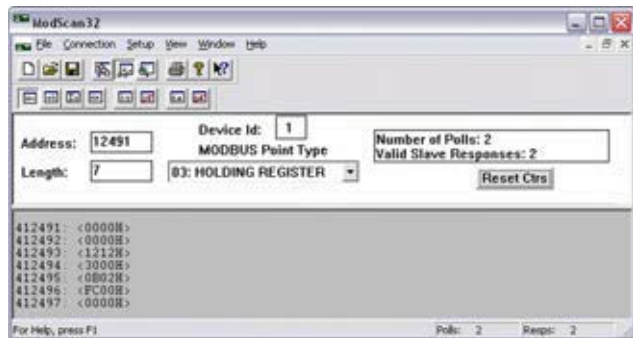 ModScan32
File Connection Setup View Window Help
Address: 12491
Length: 7
Device Id: 1
MODBUS Point Type
03: HOLDING REGISTER
Number of Polls: 2
Valid Slave Responses: 2
Reset Ctrs
412491: <0000H>
412492: <0000H>
412493: <1212H>
412494: <3000H>
412495: <0B02H>
412496: <FC00H>
412497: <0000H>
For Help, press F1
Polls: 2
Resps: 2